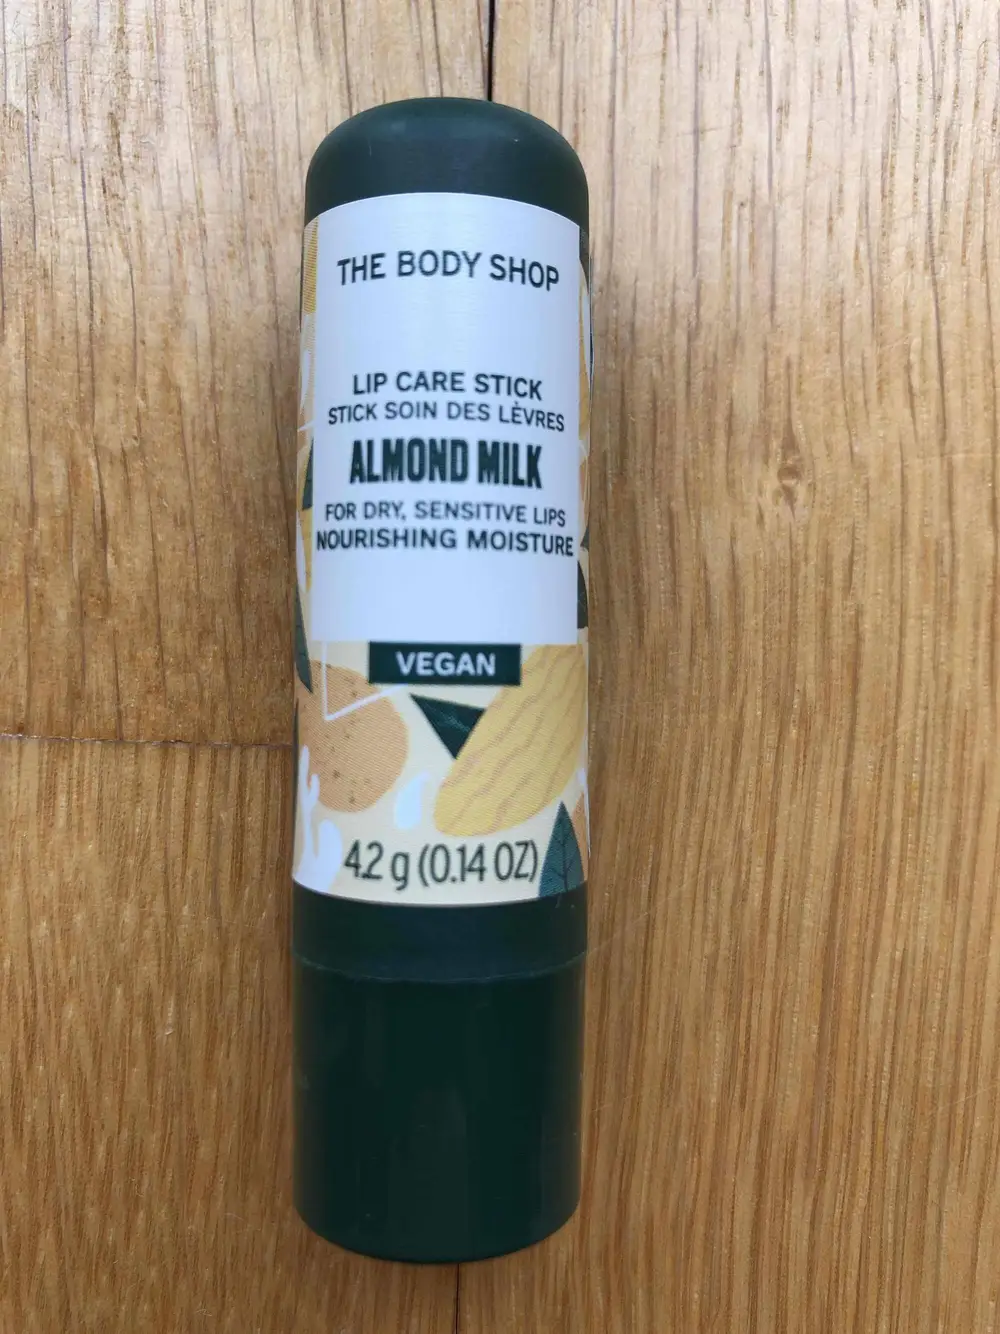 THE BODY SHOP
LIP CARE STICK
STICK SOIN DES LÈVRES
ALMOND MILK
FOR DRY, SENSITIVE LIPS
NOURISHING MOISTURE
VEGAN
4.2 g (0.14 OZ)